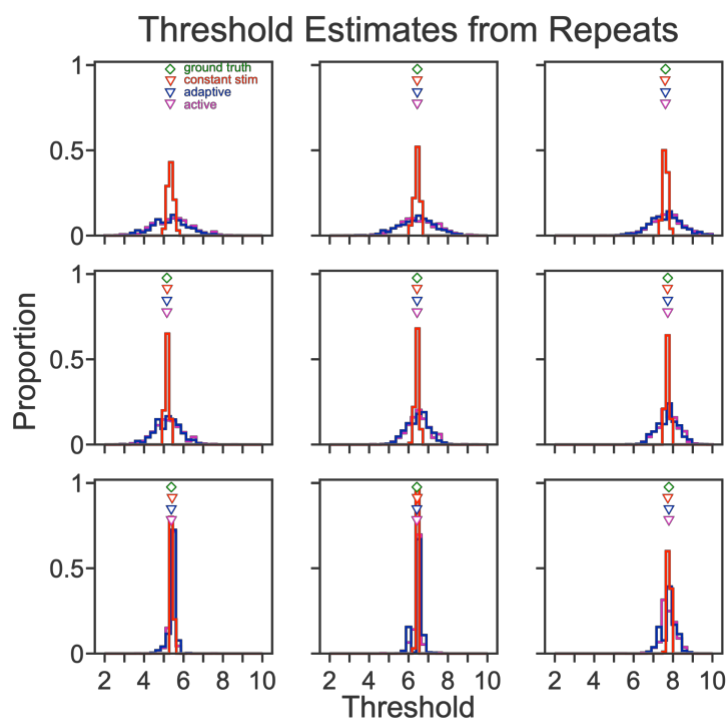 Threshold Estimates from Repeats
1
0.5
0
ground truth
constant stim
adaptive
active
1
0.5
0
1
0.5
0
Proportion
2 4 6 8 10 2 4 6 8 10 2 4 6 8 10
Threshold